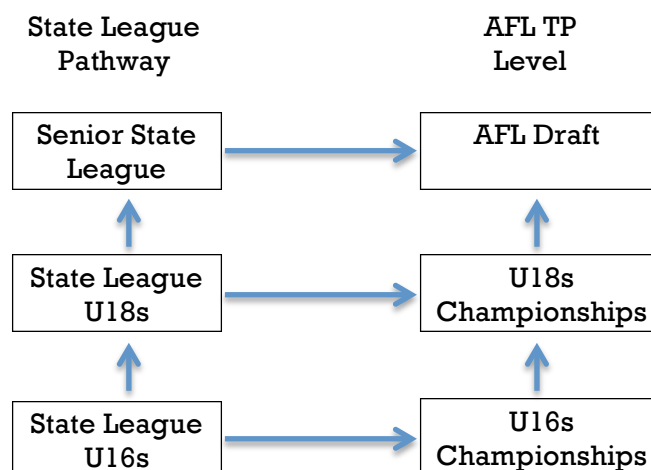 State League
Pathway
AFL TP
Level
Senior State
League
AFL Draft
State League
U18s
U18s
Championships
State League
U16s
U16s
Championships